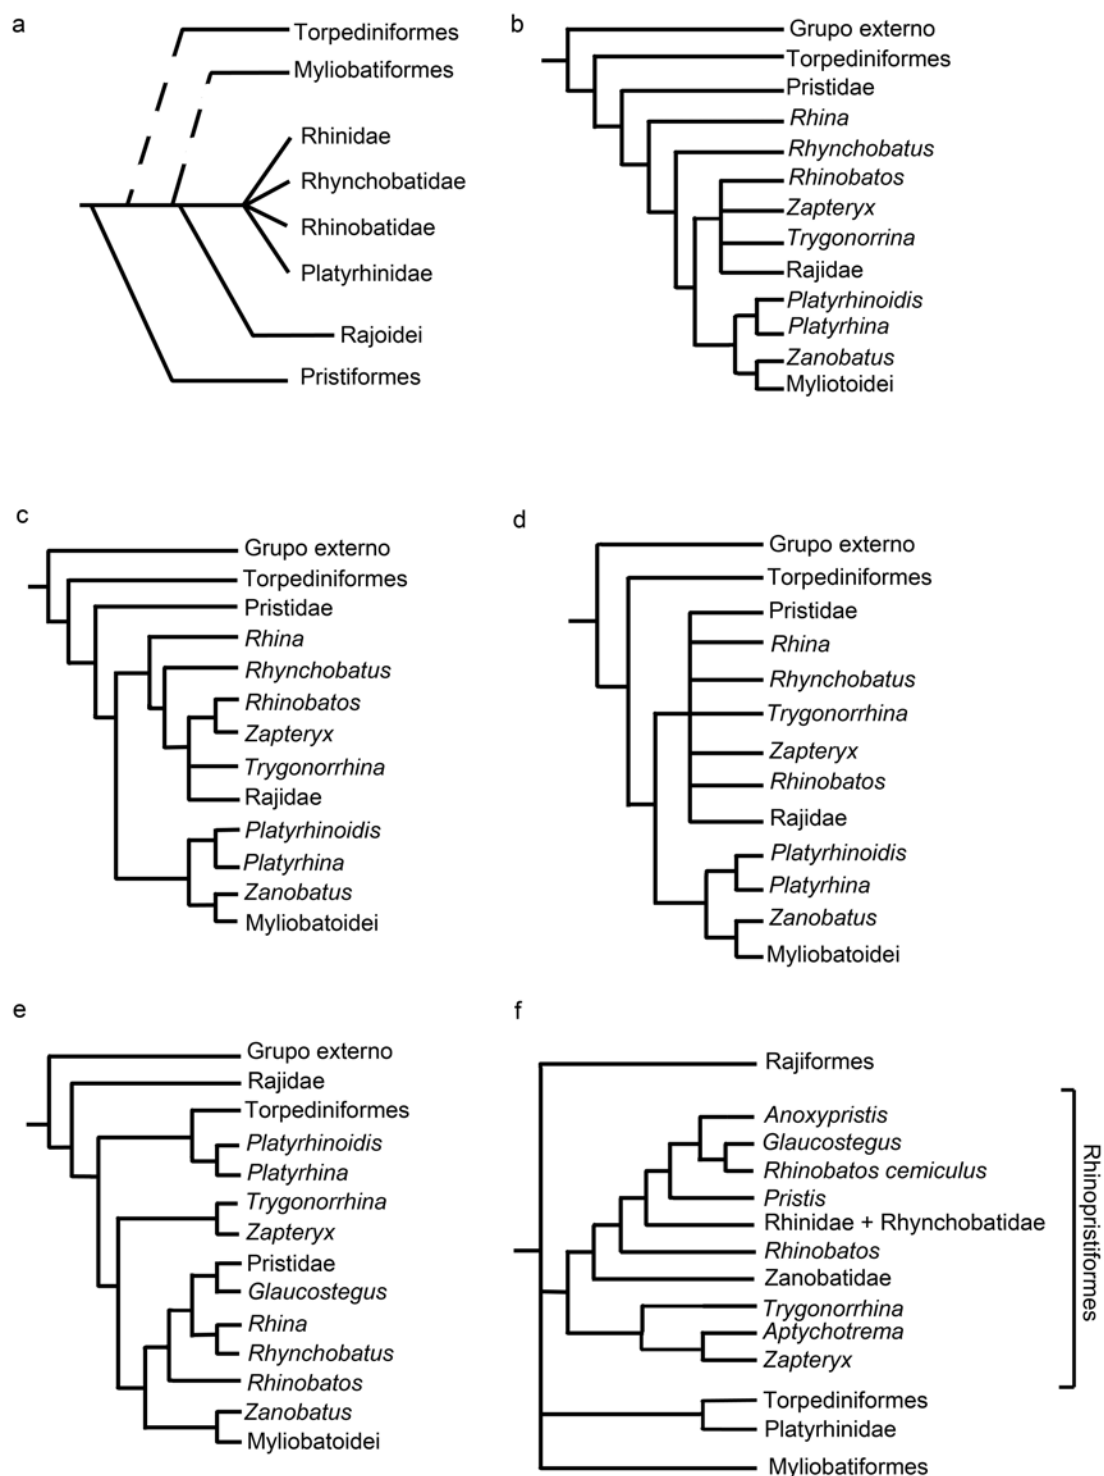 a
Torpediniformes
Myliobatiformes
Rhinidae
Rhynchobatidae
Rhinobatidae
Platyrhinidae
Rajoidei
Pristiformes
b
Grupo externo
Torpediniformes
Pristidae
Rhina
Rhynchobatus
Rhinobatos
Zapteryx
Trygonorrina
Rajidae
Platyrhinoidis
Platyrhina
Zanobatus
Myliotoidei
c
Grupo externo
Torpediniformes
Pristidae
Rhina
Rhynchobatus
Rhinobatos
Zapteryx
Trygonorrhina
Rajidae
Platyrhinoidis
Platyrhina
Zanobatus
Myliobatoidei
d
Grupo externo
Torpediniformes
Pristidae
Rhina
Rhynchobatus
Trygonorrhina
Zapteryx
Rhinobatos
Rajidae
Platyrhinoidis
Platyrhina
Zanobatus
Myliobatoidei
e
Grupo externo
Rajidae
Torpediniformes
Platyrhinoidis
Platyrhina
Trygonorrhina
Zapteryx
Pristidae
Glaucostegus
Rhina
Rhynchobatus
Rhinobatos
Zanobatus
Myliobatoidei
f
Rajiformes
Anoxypristis
Glaucostegus
Rhinobatos cemiculus
Pristis
Rhinidae + Rhynchobatidae
Rhinobatos
Zanobatidae
Trygonorrhina
Aptychotrema
Zapteryx
Torpediniformes
Platyrhinidae
Myliobatiformes
Rhinopristiformes